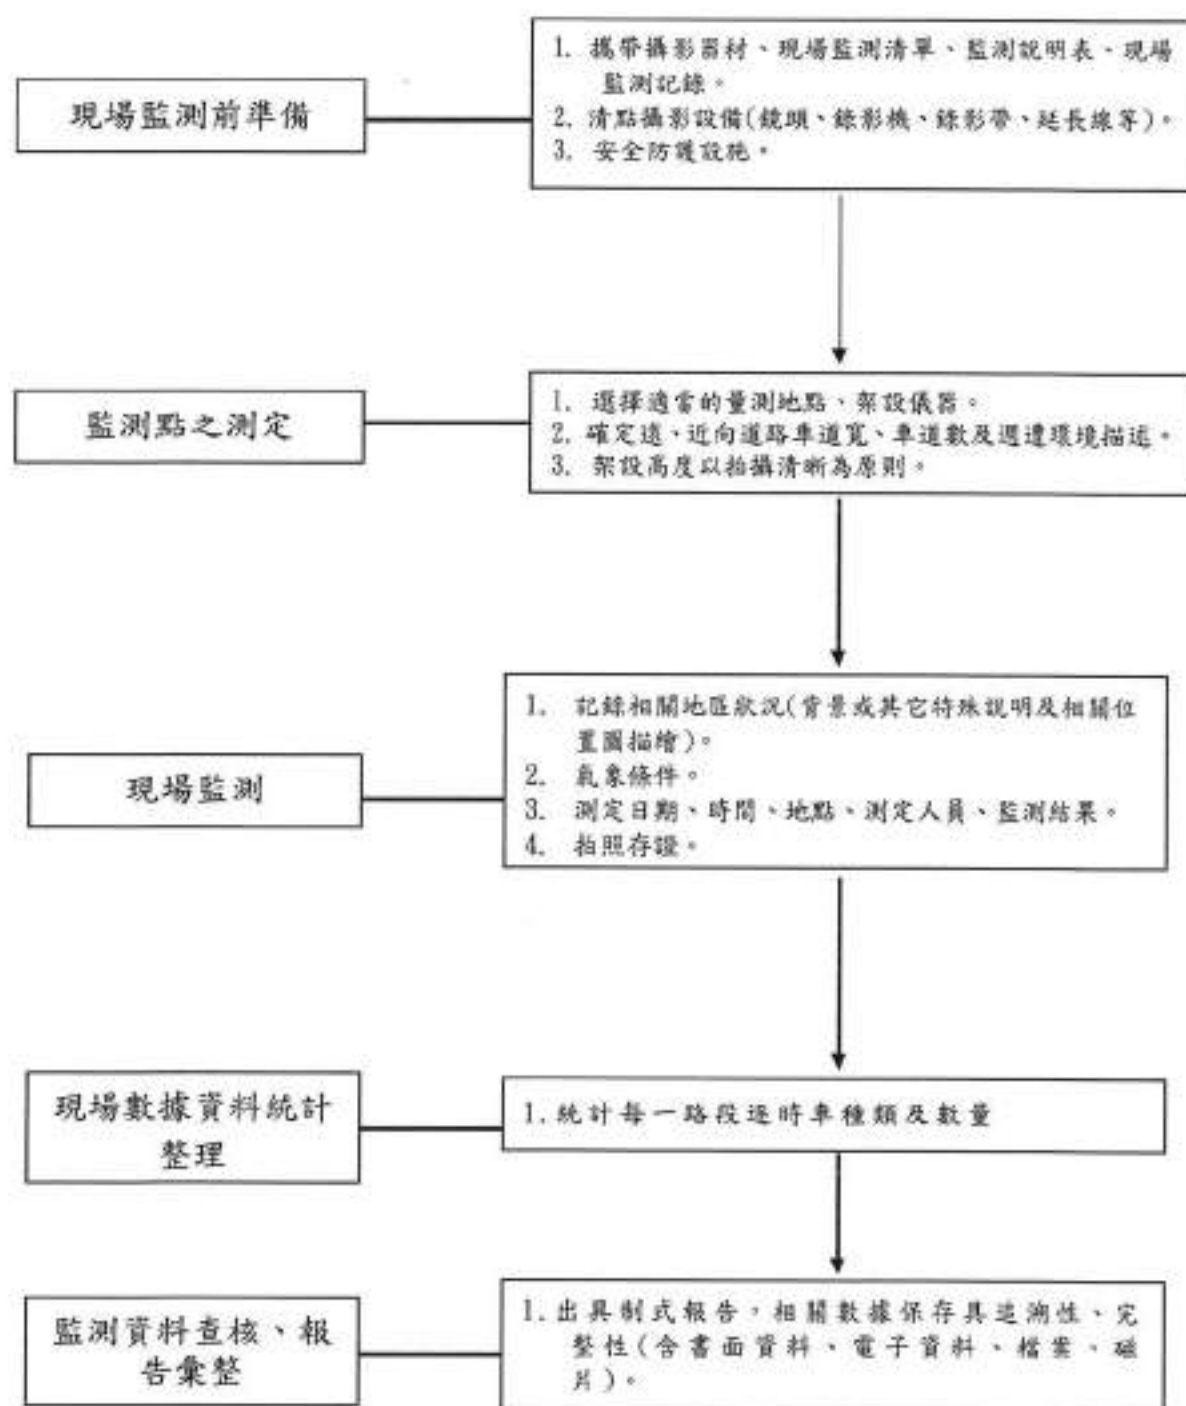 現場監測前準備
1. 攜帶攝影器材、現場監測清單、監測說明表、現場
監測記錄。
2. 清點攝影設備(鏡頭、錄影機、錄影帶、延長線等)。
3. 安全防護設施。
監測點之測定
1. 選擇適當的量測地點、架設儀器。
2. 確定遠、近向道路車道寬、車道數及週遭環境描述。
3. 架設高度以拍攝清晰為原則。
現場監測
1. 記錄相關地區狀況(背景或其它特殊說明及相關位
置圖描繪)。
2. 氣象條件。
3. 測定日期、時間、地點、測定人員、監測結果。
4. 拍照存證。
現場數據資料統計
整理
1.統計每一路段逐時車種類及數量
監測資料查核、報
告彙整
1.出具制式報告,相關數據保存具追溯性、完
整性(含書面資料、電子資料、檔案、磁
片)。